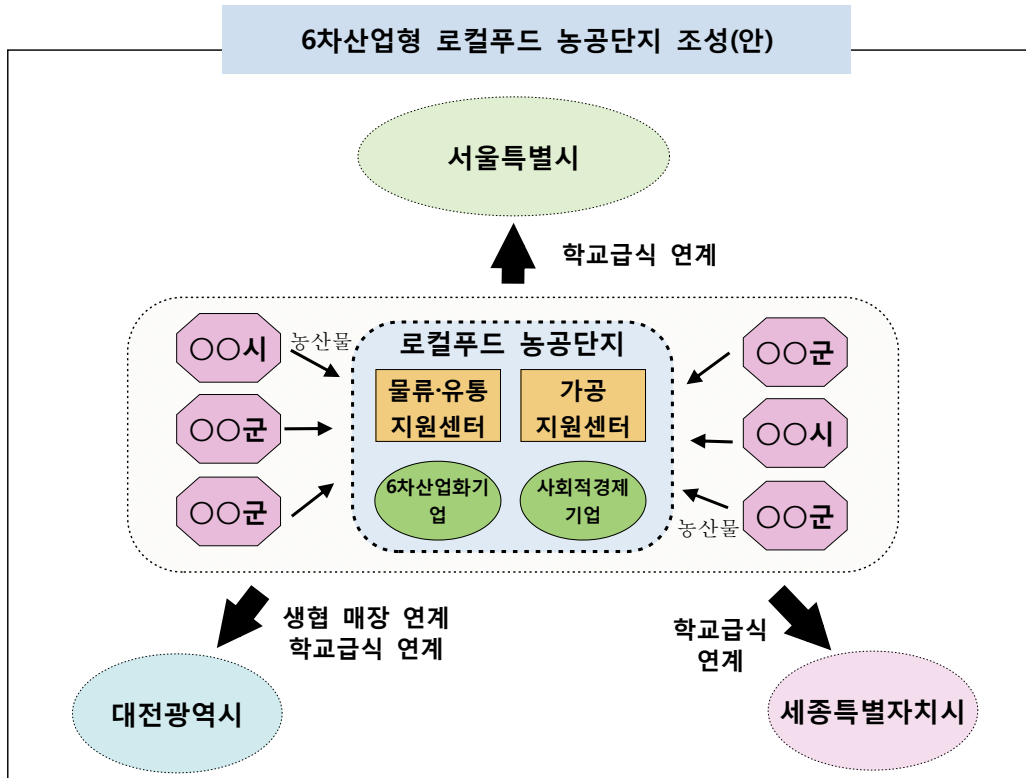 6차산업형 로컬푸드 농공단지 조성(안)
서울특별시
학교급식 연계
○○시
농산물
○○군
○○군
로컬푸드 농공단지
물류·유통
지원센터
가공
지원센터
6차산업화기
업
사회적경제
기업
○○군
○○시
○○군
농산물
생협 매장 연계
학교급식 연계
학교급식
연계
대전광역시
세종특별자치시